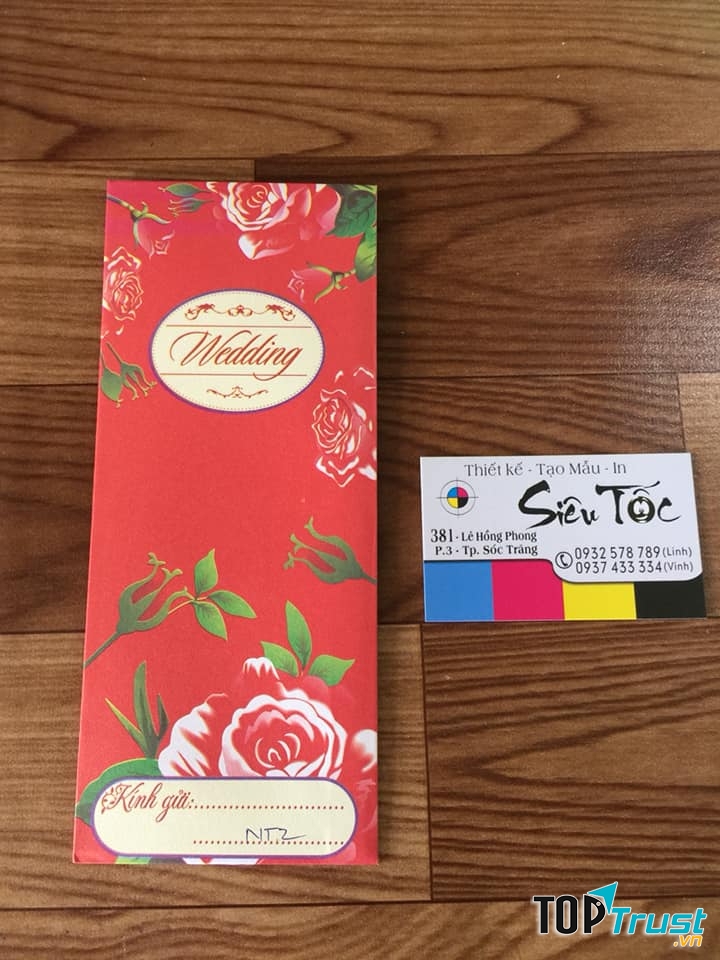 Wedding
Kính gửi:
NTZ
Thiết kế - Tạo Mẫu - In
Siêu Tốc
381 - Lê Hồng Phong
P.3 - Tp. Sóc Trăng
0932 578 789 (Linh)
0937 433 334 (Vinh)
TOPTrust
.vn